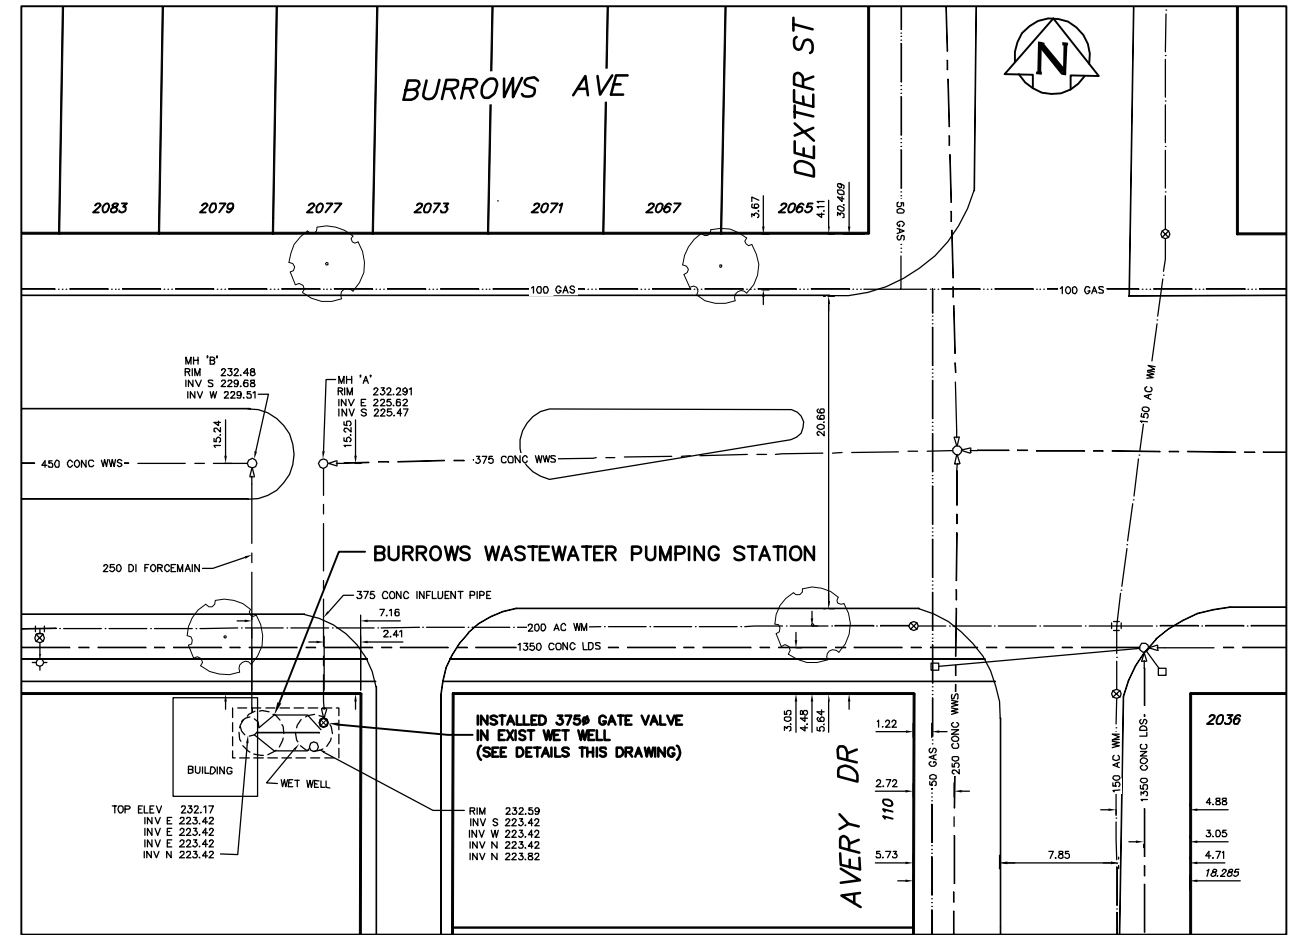 BURROWS AVE
DEXTER ST
N
2083
2079
2077
2073
2071
2067
2065
3.67
4.11
30.409
50 GAS
100 GAS
100 GAS
150 AC WM
MH 'B'
RIM 232.48
INV S 229.68
INV W 229.51
MH 'A'
RIM 232.291
INV E 225.62
INV S 225.47
15.24
15.25
20.66
450 CONC WWS
375 CONC WWS
BURROWS WASTEWATER PUMPING STATION
250 DI FORCEMAIN
375 CONC INFLUENT PIPE
7.16
2.41
200 AC WM
1350 CONC LDS
INSTALLED 375ø GATE VALVE
IN EXIST WET WELL
(SEE DETAILS THIS DRAWING)
3.05
4.48
5.64
1.22
2.72
110
5.73
AVERY DR
50 GAS
250 CONC WWS
150 AC WM
1350 CONC LDS
2036
BUILDING
WET WELL
TOP ELEV 232.17
INV E 223.42
INV E 223.42
INV E 223.42
INV N 223.42
RIM 232.59
INV S 223.42
INV W 223.42
INV N 223.42
INV N 223.82
7.85
4.88
3.05
4.71
18.285